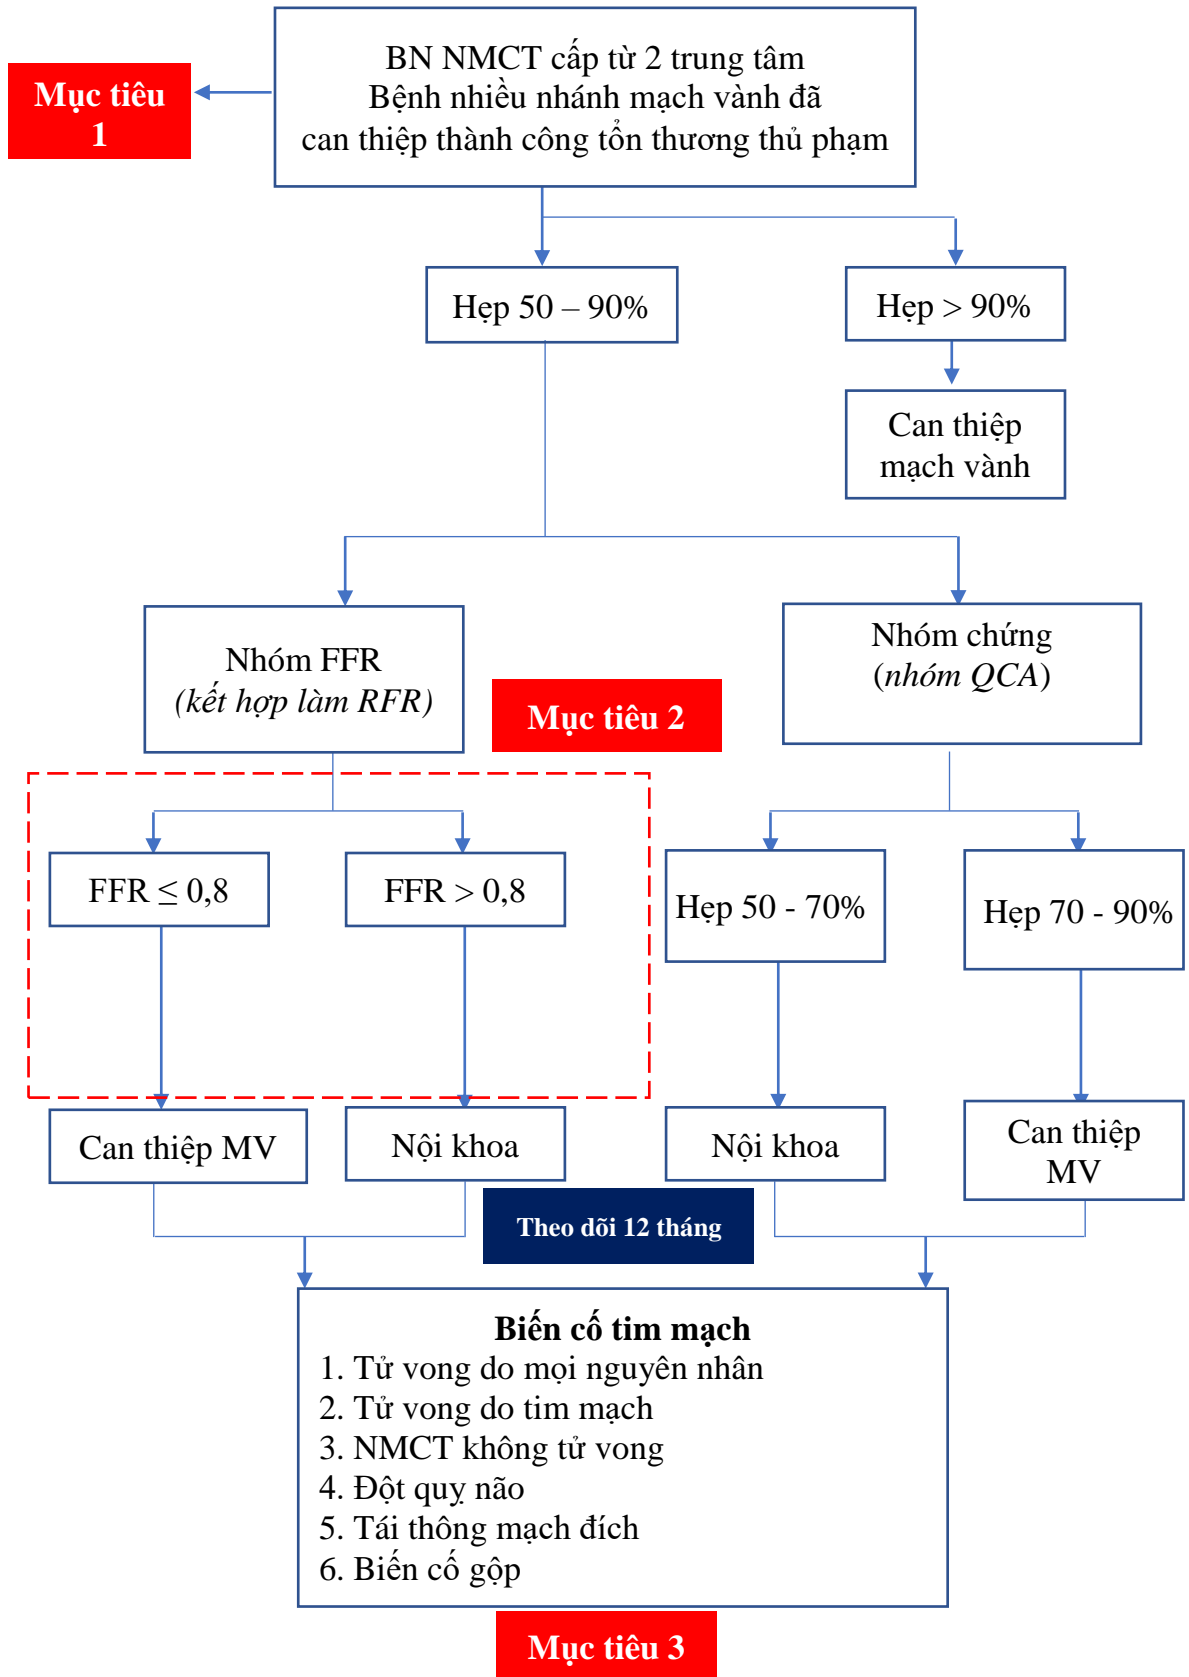 BN NMCT cấp từ 2 trung tâm
Bệnh nhiều nhánh mạch vành đã
can thiệp thành công tổn thương thủ phạm
Mục tiêu
1
Hẹp 50 – 90%
Hẹp > 90%
Can thiệp
mạch vành
Nhóm FFR
(kết hợp làm RFR)
Nhóm chứng
(nhóm QCA)
Mục tiêu 2
FFR ≤ 0,8
FFR > 0,8
Hẹp 50 - 70%
Hẹp 70 - 90%
Can thiệp MV
Nội khoa
Nội khoa
Can thiệp
MV
Theo dõi 12 tháng
Biến cố tim mạch
1. Tử vong do mọi nguyên nhân
2. Tử vong do tim mạch
3. NMCT không tử vong
4. Đột quỵ não
5. Tái thông mạch đích
6. Biến cố gộp
Mục tiêu 3